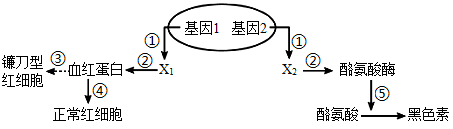 基因1 基因2
① ①
镰刀型红细胞 ③ 血红蛋白 ② X₁ X₂ ② 酪氨酸酶
④ ⑤
正常红细胞 酪氨酸 黑色素